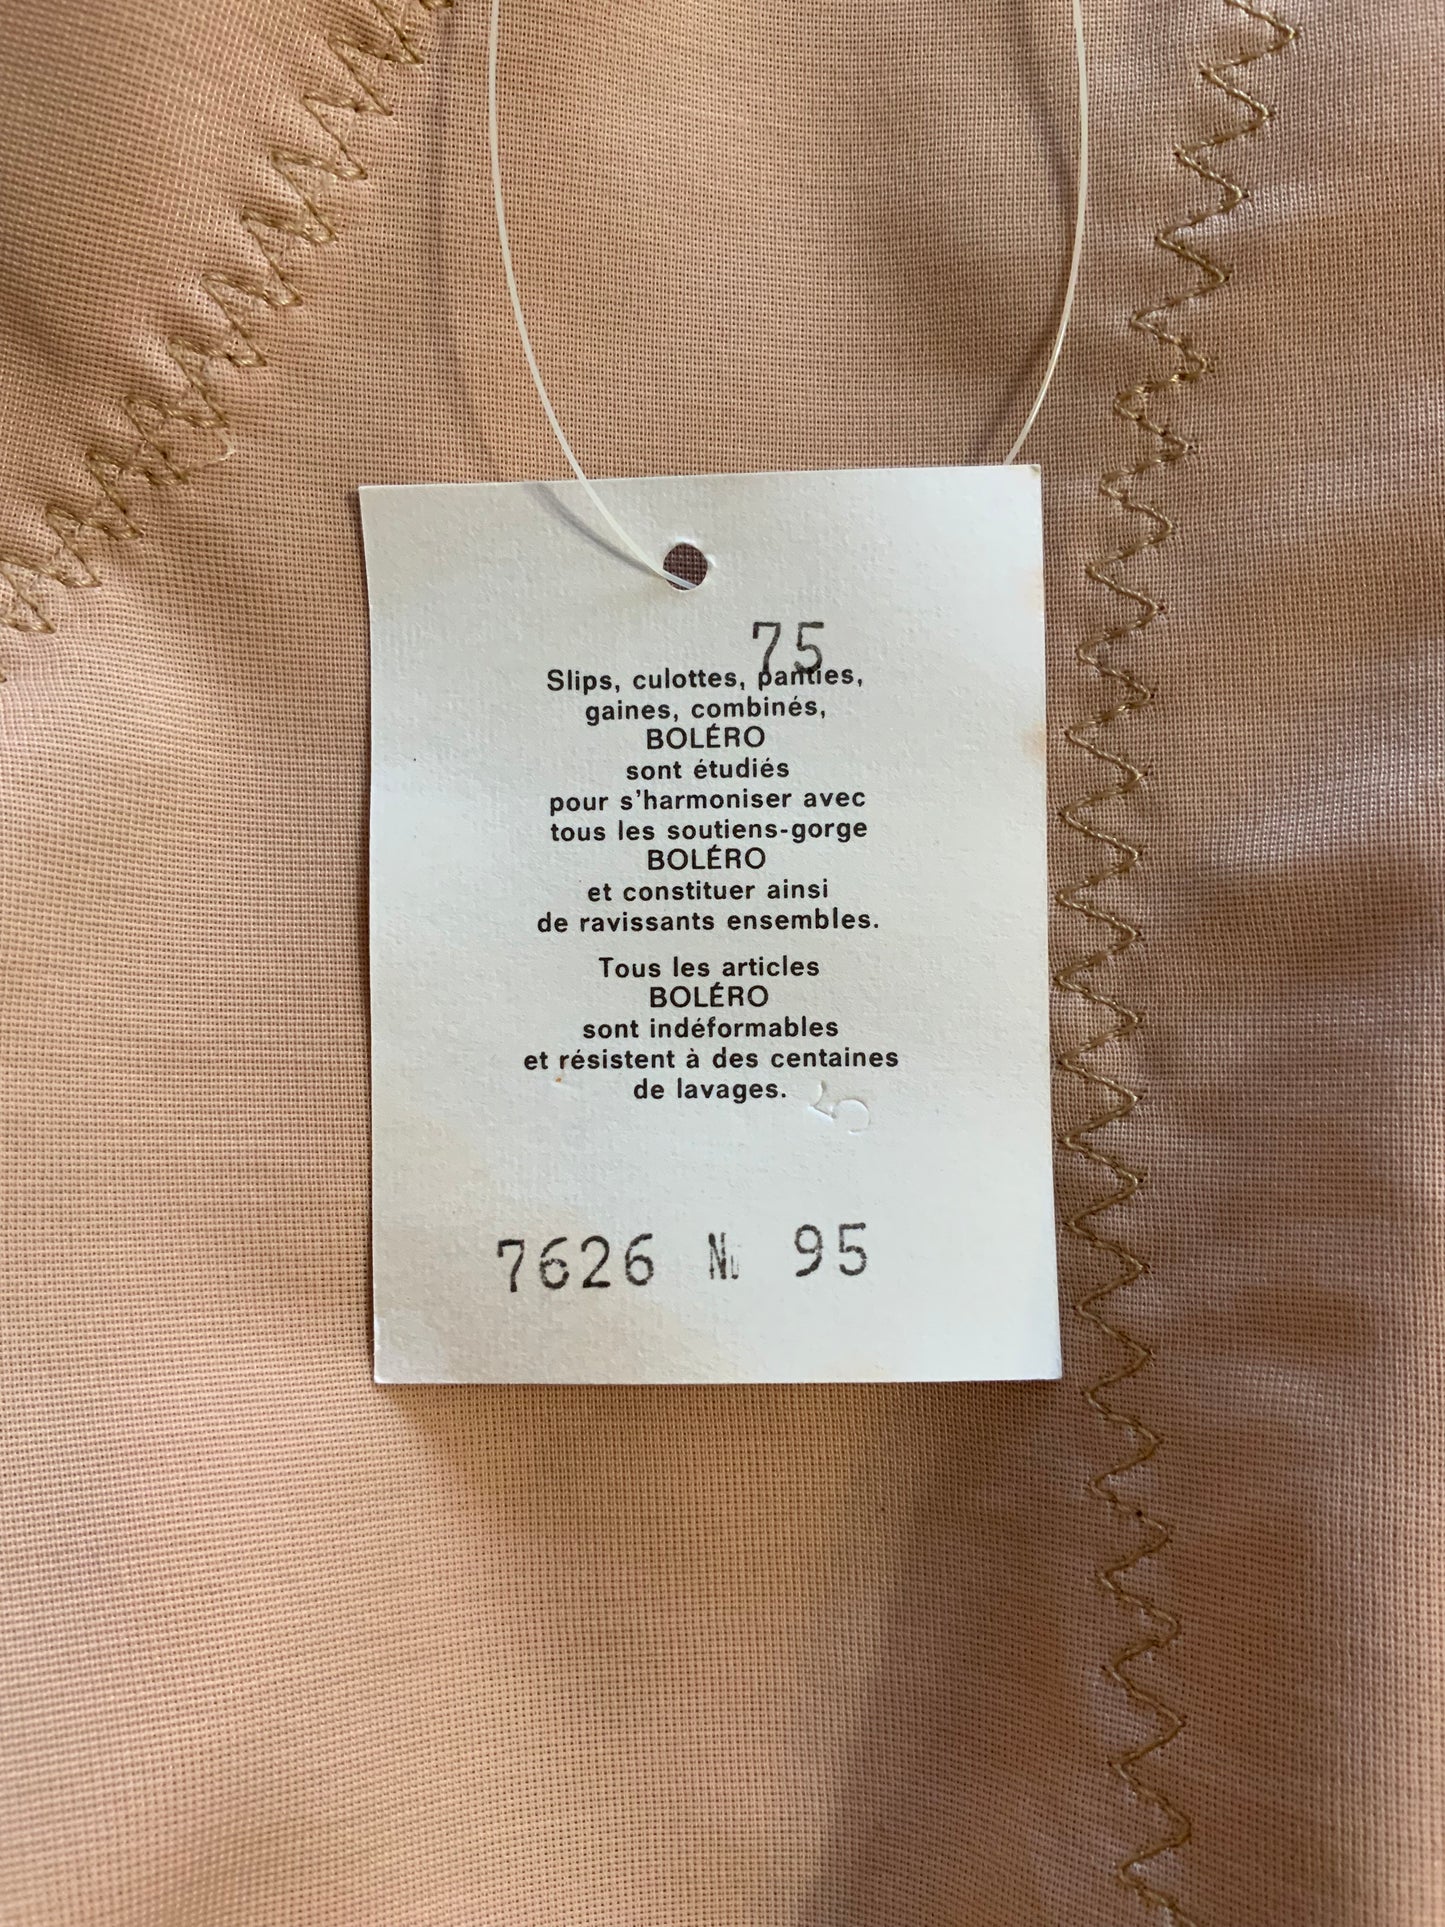 75
Slips, culottes, panties,
gaines, combinés,
BOLÉRO
sont étudiés
pour s'harmoniser avec
tous les soutiens-gorge
BOLÉRO
et constituer ainsi
de ravissants ensembles.
Tous les articles
BOLÉRO
sont indéformables
et résistent à des centaines
de lavages.
5
7626 N 95